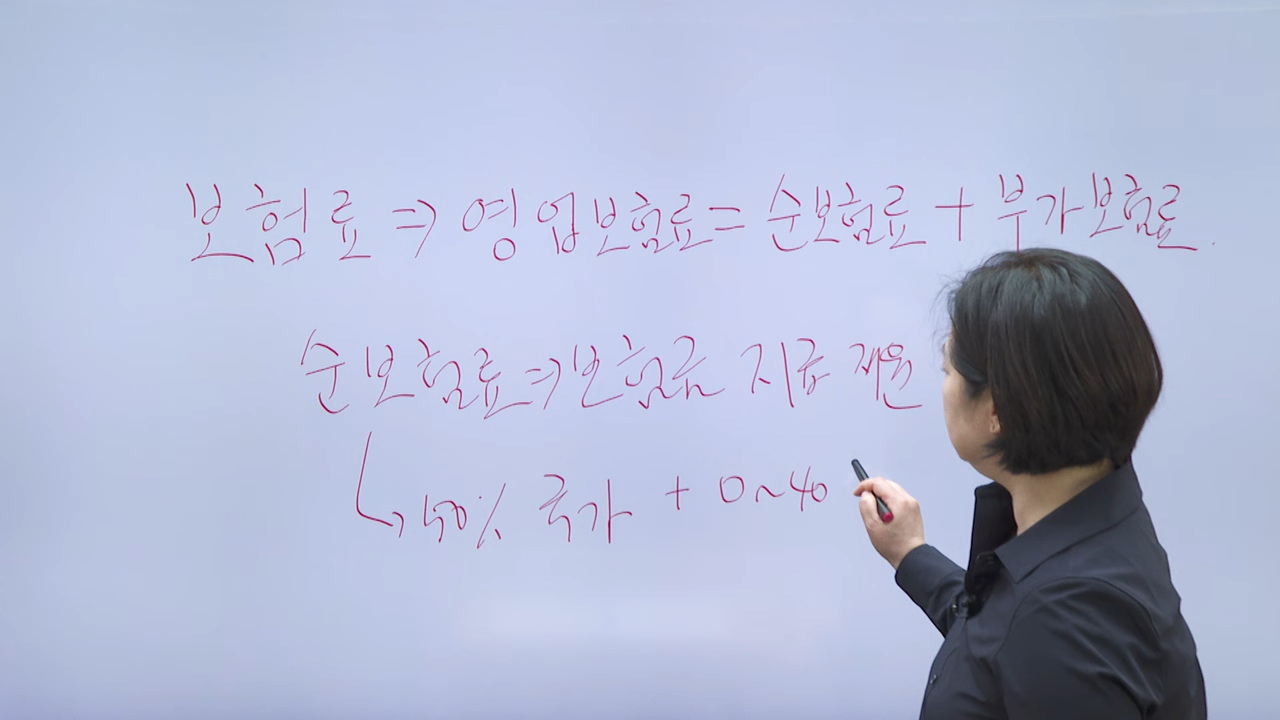 보험료 ⇒ 영업보험료 = 순보험료 + 부가보험료
순보험료 ⇒ 보험금 지급 재원
↳ 50% 국가 + 0~40